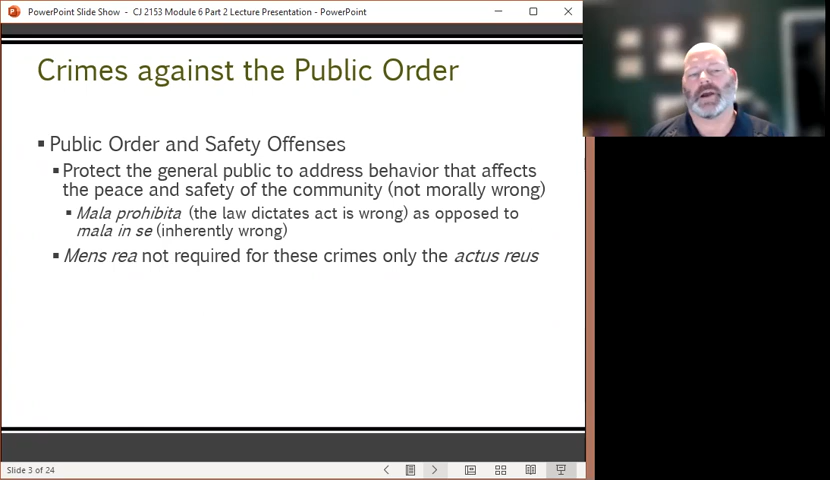 PowerPoint Slide Show - CJ 2153 Module 6 Part 2 Lecture Presentation - PowerPoint
Crimes against the Public Order
▪ Public Order and Safety Offenses
▪ Protect the general public to address behavior that affects
the peace and safety of the community (not morally wrong)
▪ Mala prohibita (the law dictates act is wrong) as opposed to
mala in se (inherently wrong)
▪ Mens rea not required for these crimes only the actus reus
Slide 3 of 24